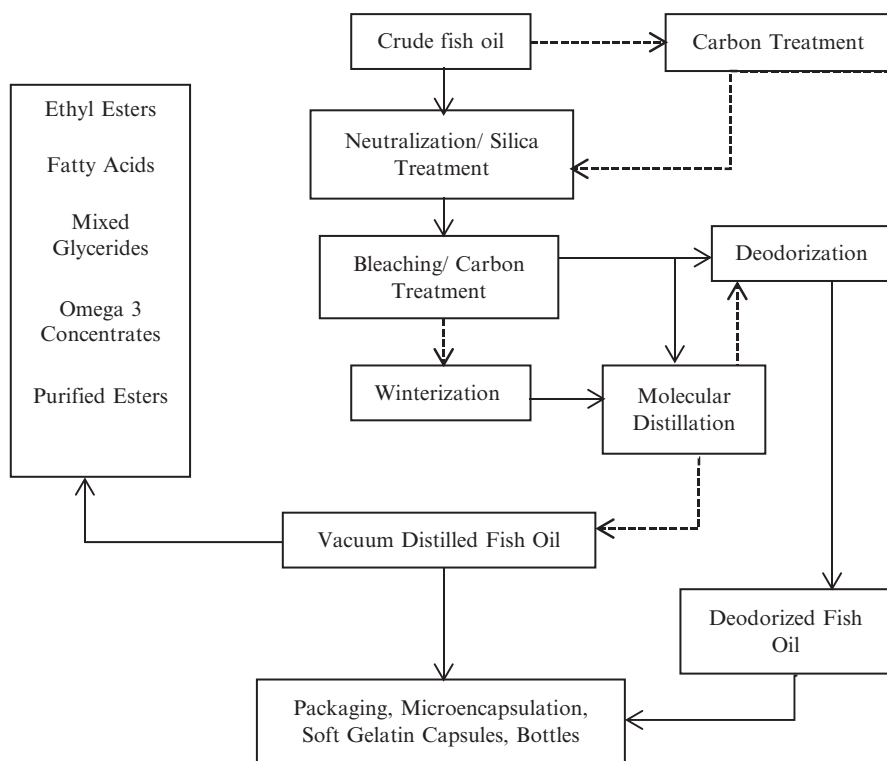 Crude fish oil
Carbon Treatment
Ethyl Esters
Fatty Acids
Mixed
Glycerides
Omega 3
Concentrates
Purified Esters
Neutralization/ Silica
Treatment
Bleaching/ Carbon
Treatment
Deodorization
Winterization
Molecular
Distillation
Vacuum Distilled Fish Oil
Deodorized Fish
Oil
Packaging, Microencapsulation,
Soft Gelatin Capsules, Bottles